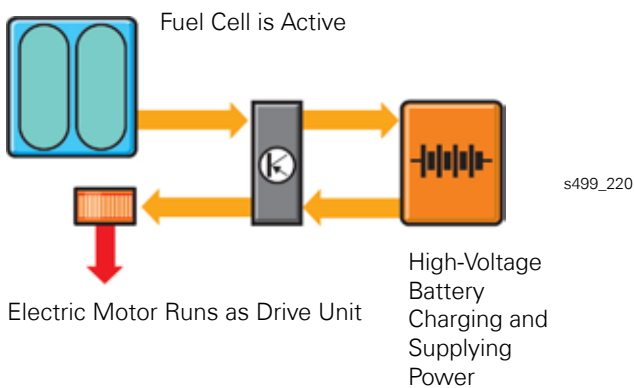 Fuel Cell is Active
s499_220
High-Voltage
Battery
Charging and
Supplying
Power
Electric Motor Runs as Drive Unit